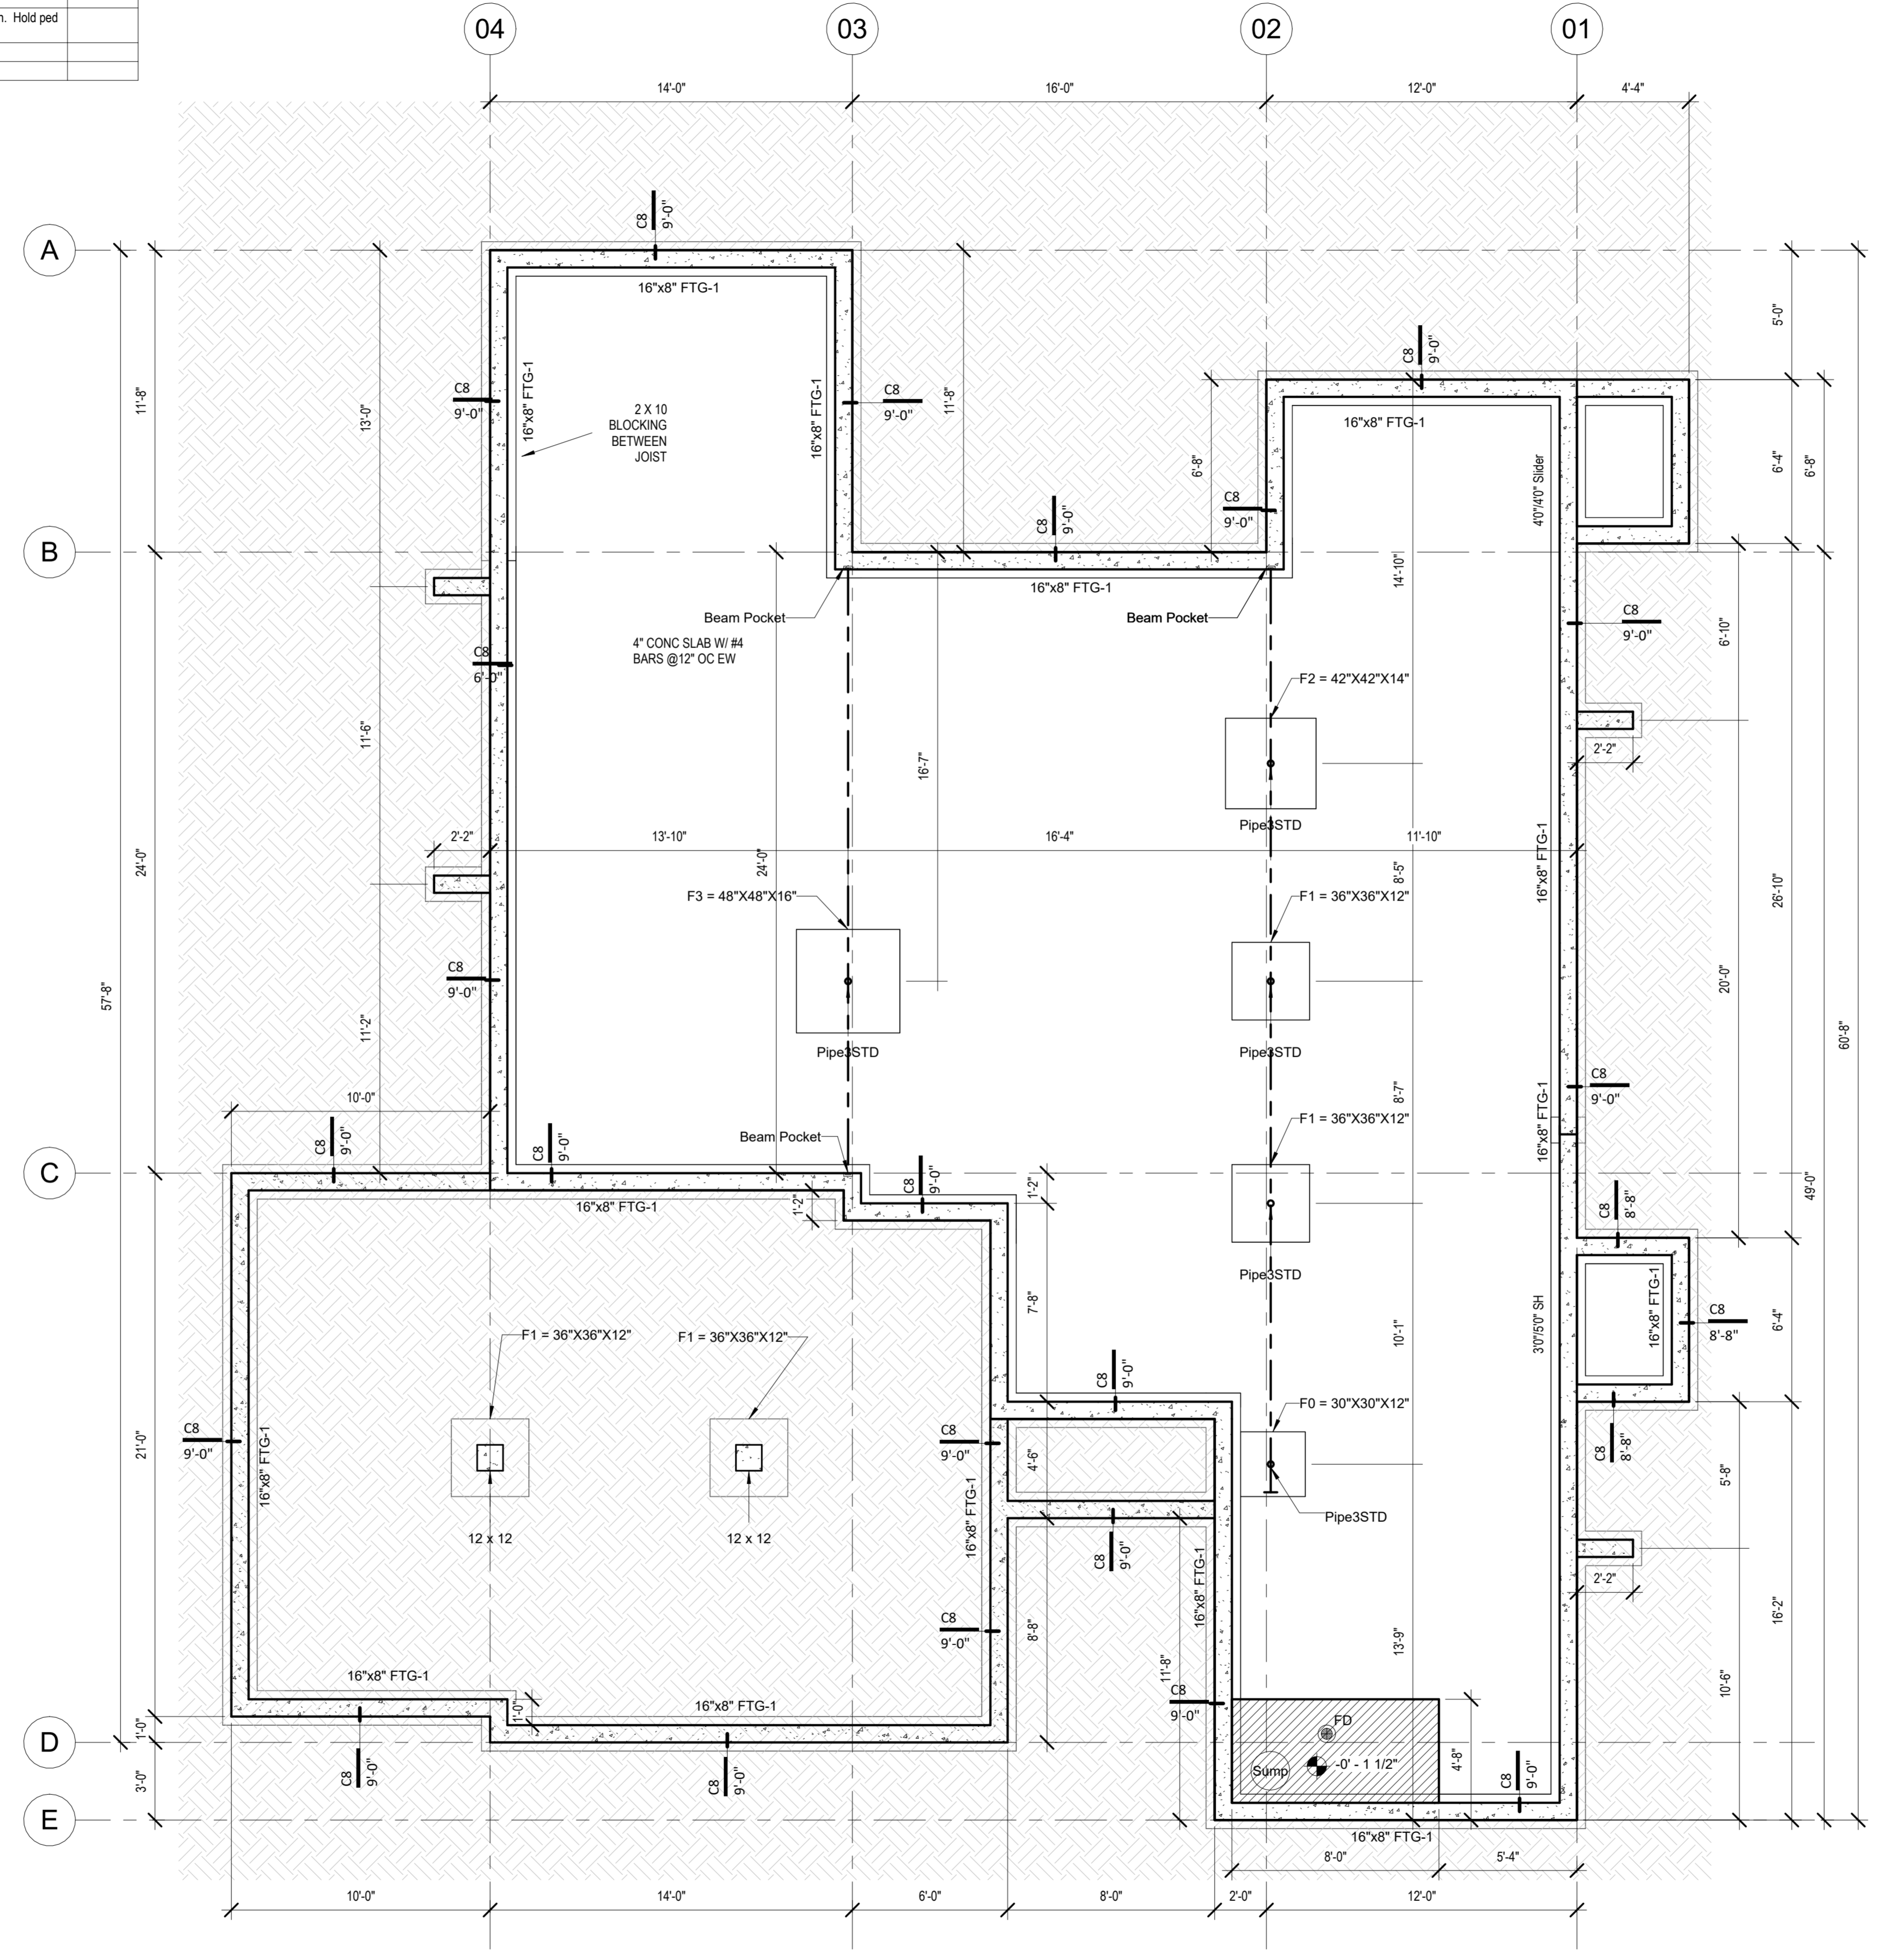 n. Hold ped
04
03
02
01
14'-0"
16'-0"
12'-0"
4'-4"
A
B
C
D
E
C8
9'-0"
16"x8" FTG-1
5'-0"
C8
9'-0"
16"x8" FTG-1
16"x8" FTG-1
16"x8" FTG-1
C8
9'-0"
C8
9'-0"
11'-8"
13'-0"
11'-8"
2 X 10
BLOCKING
BETWEEN
JOIST
6'-8"
4'0"/4'0" Slider
6'-4"
6'-8"
C8
9'-0"
C8
9'-0"
16"x8" FTG-1
14'-10"
Beam Pocket
Beam Pocket
C8
9'-0"
6'-10"
4" CONC SLAB W/ #4
BARS @12" OC EW
C8
6'-0"
F2 = 42"X42"X14"
11'-6"
16'-7"
2'-2"
Pipe3STD
2'-2"
13'-10"
16'-4"
11'-10"
24'-0"
24'-0"
8'-5"
16"x8" FTG-1
26'-10"
F3 = 48"X48"X16"
F1 = 36"X36"X12"
57'-8"
C8
9'-0"
20'-0"
60'-8"
11'-2"
Pipe3STD
Pipe3STD
C8
9'-0"
8'-7"
16"x8" FTG-1
10'-0"
F1 = 36"X36"X12"
C8
9'-0"
C8
9'-0"
Beam Pocket
C8
9'-0"
1'-2"
1'-2"
16"x8" FTG-1
C8
8'-8"
49'-0"
Pipe3STD
7'-8"
10'-1"
3'0"/5'0" SH
16"x8" FTG-1
C8
8'-8"
6'-4"
F1 = 36"X36"X12"
F1 = 36"X36"X12"
C8
9'-0"
F0 = 30"X30"X12"
C8
9'-0"
21'-0"
16"x8" FTG-1
C8
9'-0"
4'-6"
C8
8'-8"
5'-8"
12 x 12
12 x 12
16"x8" FTG-1
Pipe3STD
C8
9'-0"
16"x8" FTG-1
2'-2"
16'-2"
C8
9'-0"
8'-8"
11'-8"
13'-9"
16"x8" FTG-1
1'-0"
16"x8" FTG-1
C8
9'-0"
10'-6"
1'-0"
FD
-0' - 1 1/2"
Sump
4'-8"
C8
9'-0"
3'-0"
C8
9'-0"
C8
9'-0"
16"x8" FTG-1
8'-0"
5'-4"
10'-0"
14'-0"
6'-0"
8'-0"
2'-0"
12'-0"